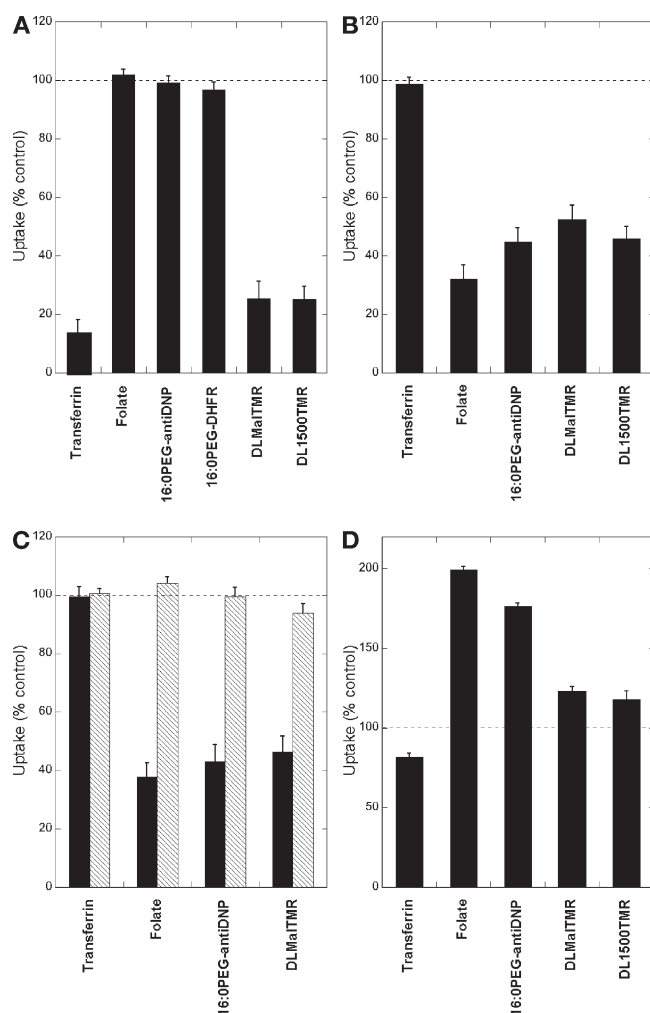 A
120
100
80
60
40
20
0
Uptake (% control)
Transferrin
Folate
16:0PEG-antiDNP
16:0PEG-DHFR
DLMalTMR
DL1500TMR
B
120
100
80
60
40
20
0
Uptake (% control)
Transferrin
Folate
16:0PEG-antiDNP
DLMalTMR
DL1500TMR
C
120
100
80
60
40
20
0
Uptake (% control)
Transferrin
Folate
16:0PEG-antiDNP
DLMalTMR
D
200
150
100
50
0
Uptake (% control)
Transferrin
Folate
16:0PEG-antiDNP
DLMalTMR
DL1500TMR